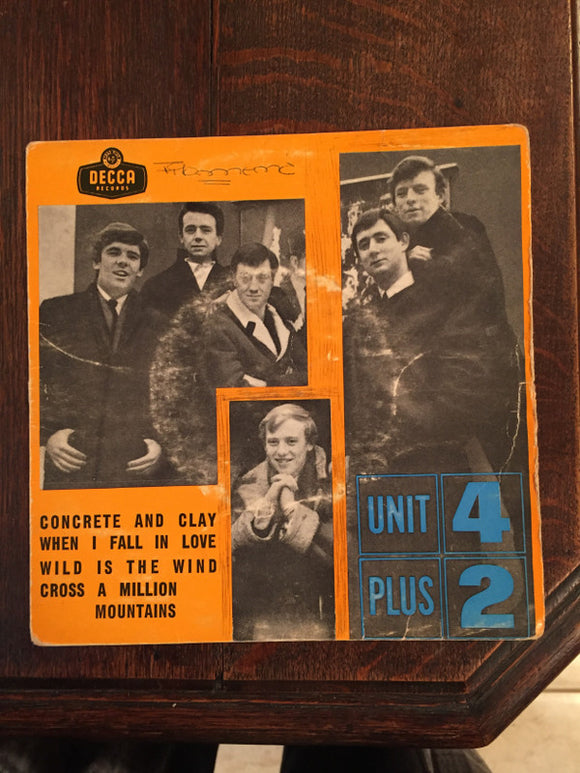 DECCA
RECORDS
CONCRETE AND CLAY
WHEN I FALL IN LOVE
WILD IS THE WIND
CROSS A MILLION
MOUNTAINS
UNIT 4
PLUS 2